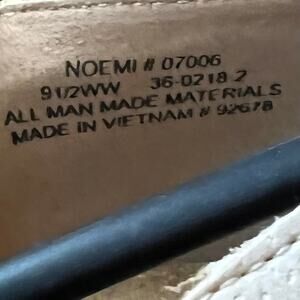 NOEMI # 07006
9 1/2WW 36-0218 2
ALL MAN MADE MATERIALS
MADE IN VIETNAM # 92678